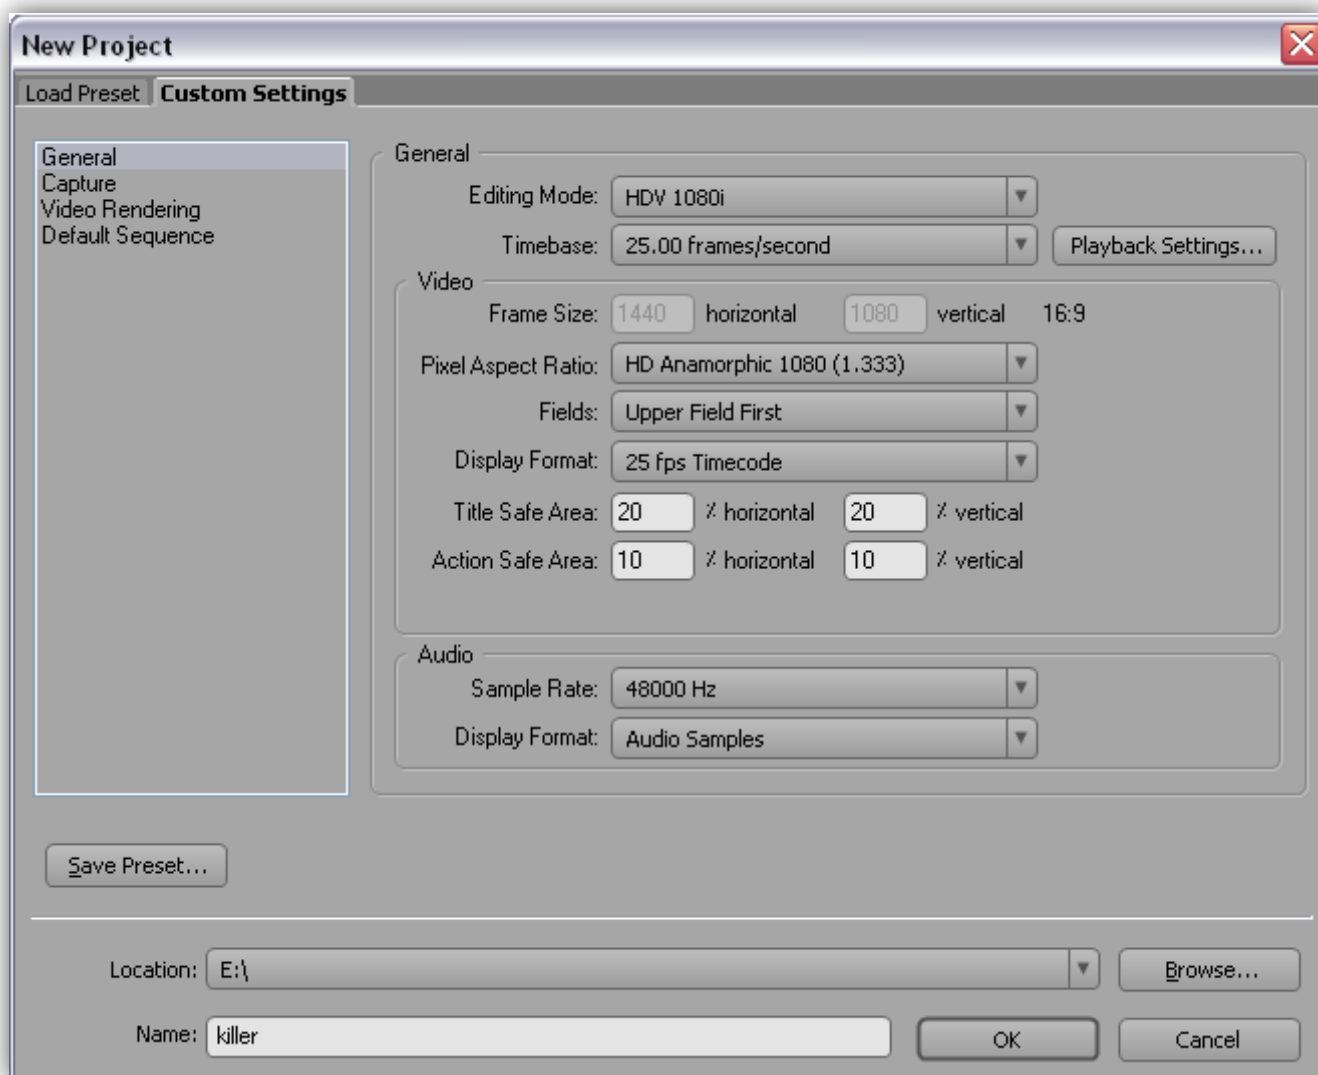 New Project
Load Preset Custom Settings
General
Capture
Video Rendering
Default Sequence
General
Editing Mode: HDV 1080i
Timebase: 25.00 frames/second Playback Settings...
Video
Frame Size: 1440 horizontal 1080 vertical 16:9
Pixel Aspect Ratio: HD Anamorphic 1080 (1.333)
Fields: Upper Field First
Display Format: 25 fps Timecode
Title Safe Area: 20 % horizontal 20 % vertical
Action Safe Area: 10 % horizontal 10 % vertical
Audio
Sample Rate: 48000 Hz
Display Format: Audio Samples
Save Preset...
Location: E:\ Browse...
Name: killer OK Cancel